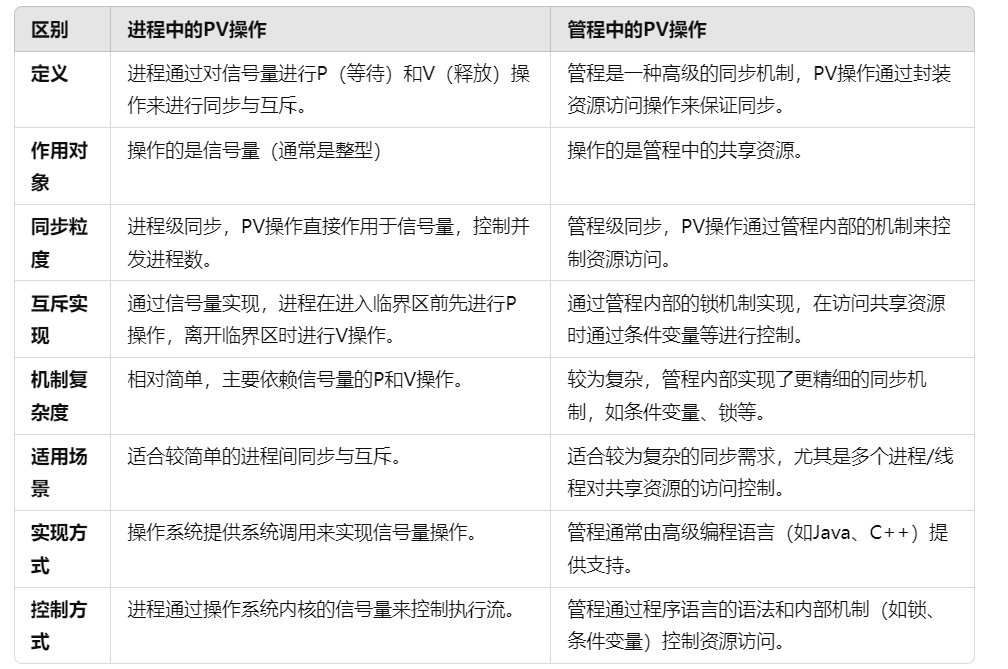 区别 进程中的PV操作 管程中的PV操作
定义 进程通过对信号量进行P（等待）和V（释放）操 管程是一种高级的同步机制，PV操作通过封装
作来进行同步与互斥。 资源访问操作来保证同步。
作用对 操作的是信号量（通常是整型） 操作的是管程中的共享资源。
象
同步粒 进程级同步，PV操作直接作用于信号量，控制并 管程级同步，PV操作通过管程内部的机制来控
度 发进程数。 制资源访问。
互斥实 通过信号量实现，进程在进入临界区前先进行P 通过管程内部的锁机制实现，在访问共享资源
现 操作，离开临界区时进行V操作。 时通过条件变量等进行控制。
机制复 相对简单，主要依赖信号量的P和V操作。 较为复杂，管程内部实现了更精细的同步机
杂度 制，如条件变量、锁等。
适用场 适合较简单的进程间同步与互斥。 适合较为复杂的同步需求，尤其是多个进程/线
景 程对共享资源的访问控制。
实现方 操作系统提供系统调用来实现信号量操作。 管程通常由高级编程语言（如Java、C++）提
式 供支持。
控制方 进程通过操作系统内核的信号量来控制执行流。 管程通过程序语言的语法和内部机制（如锁、
式 条件变量）控制资源访问。